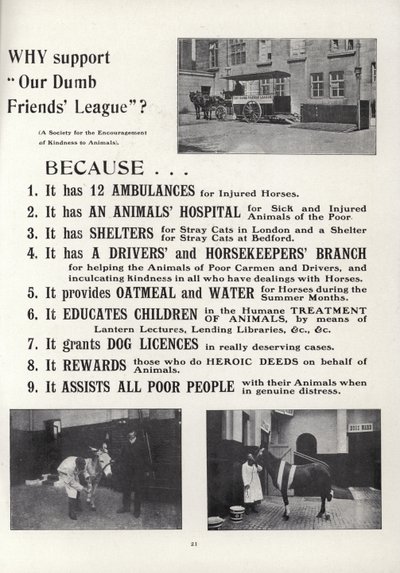 WHY support
"Our Dumb
Friends' League"?
(A Society for the Encouragement
of Kindness to Animals).
BECAUSE . . .
1. It has 12 AMBULANCES for Injured Horses.
2. It has AN ANIMALS' HOSPITAL for Sick and Injured
Animals of the Poor.
3. It has SHELTERS for Stray Cats in London and a Shelter
for Stray Cats at Bedford.
4. It has A DRIVERS' and HORSEKEEPERS' BRANCH
for helping the Animals of Poor Carmen and Drivers, and
inculcating kindness in all who have dealings with Horses.
5. It provides OATMEAL and WATER for Horses during the
Summer Months.
6. It EDUCATES CHILDREN in the Humane TREATMENT
OF ANIMALS, by means of
Lantern Lectures, Lending Libraries, &c., &c.
7. It grants DOG LICENCES in really deserving cases.
8. It REWARDS those who do HEROIC DEEDS on behalf of
Animals.
9. It ASSISTS ALL POOR PEOPLE with their Animals when
in genuine distress.
21